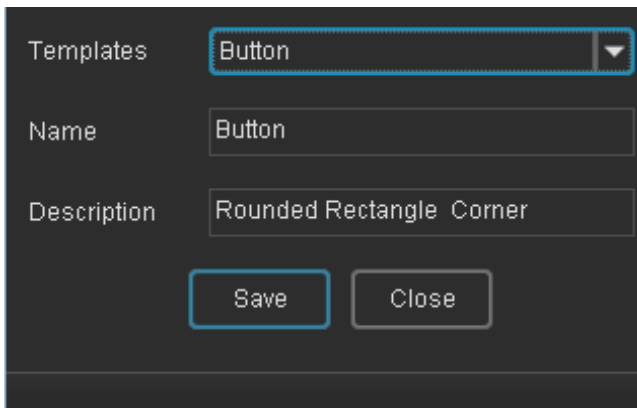 Templates Button
Name Button
Description Rounded Rectangle  Corner
Save Close